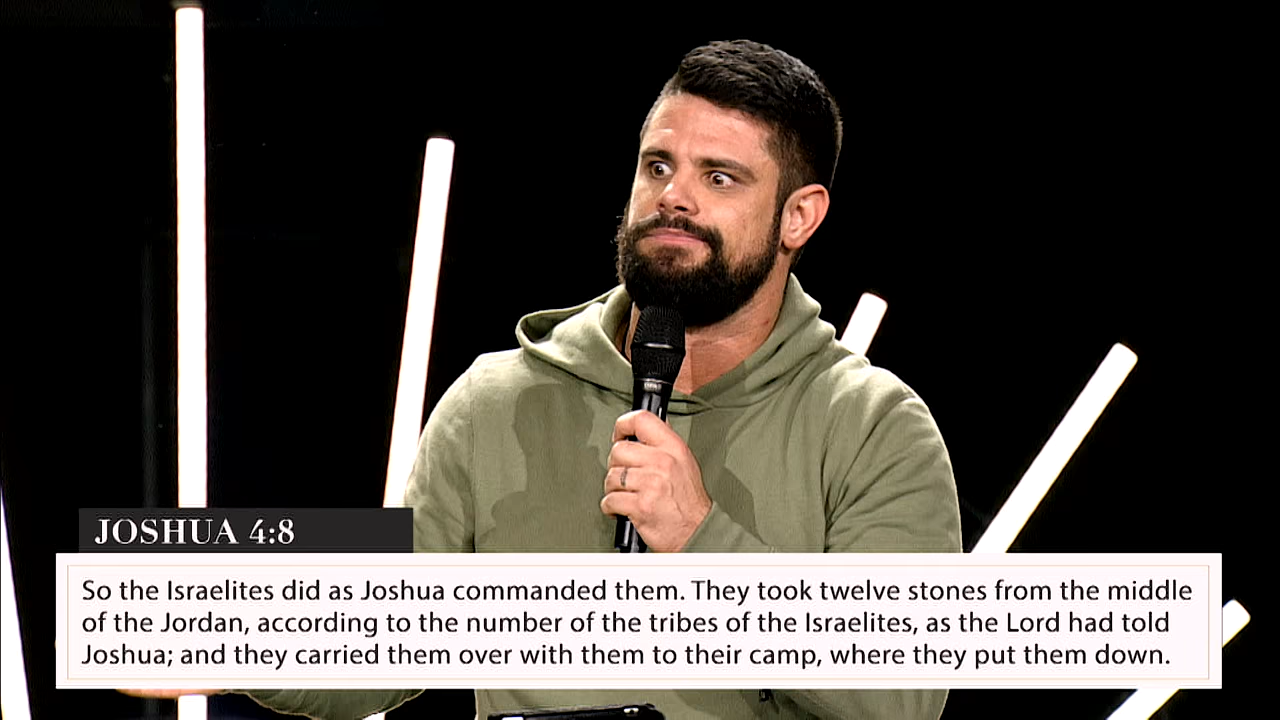 JOSHUA 4:8
So the Israelites did as Joshua commanded them. They took twelve stones from the middle
of the Jordan, according to the number of the tribes of the Israelites, as the Lord had told
Joshua; and they carried them over with them to their camp, where they put them down.